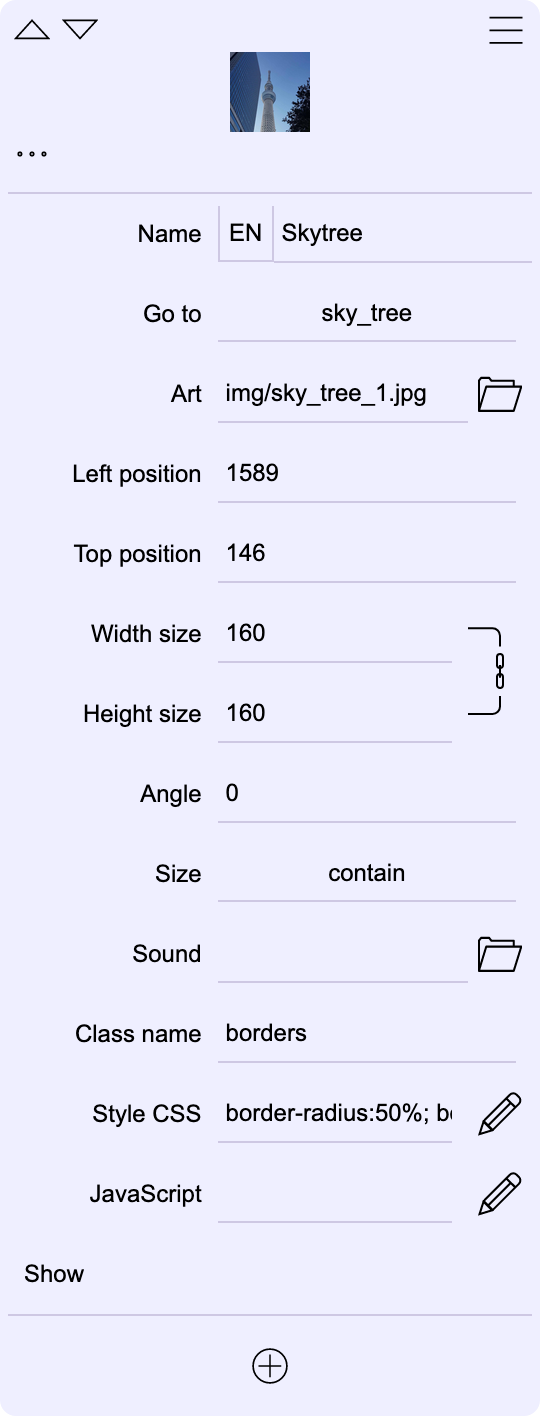 Name EN Skytree
Go to sky_tree
Art img/sky_tree_1.jpg
Left position 1589
Top position 146
Width size 160
Height size 160
Angle 0
Size contain
Sound
Class name borders
Style CSS border-radius:50%;
JavaScript
Show